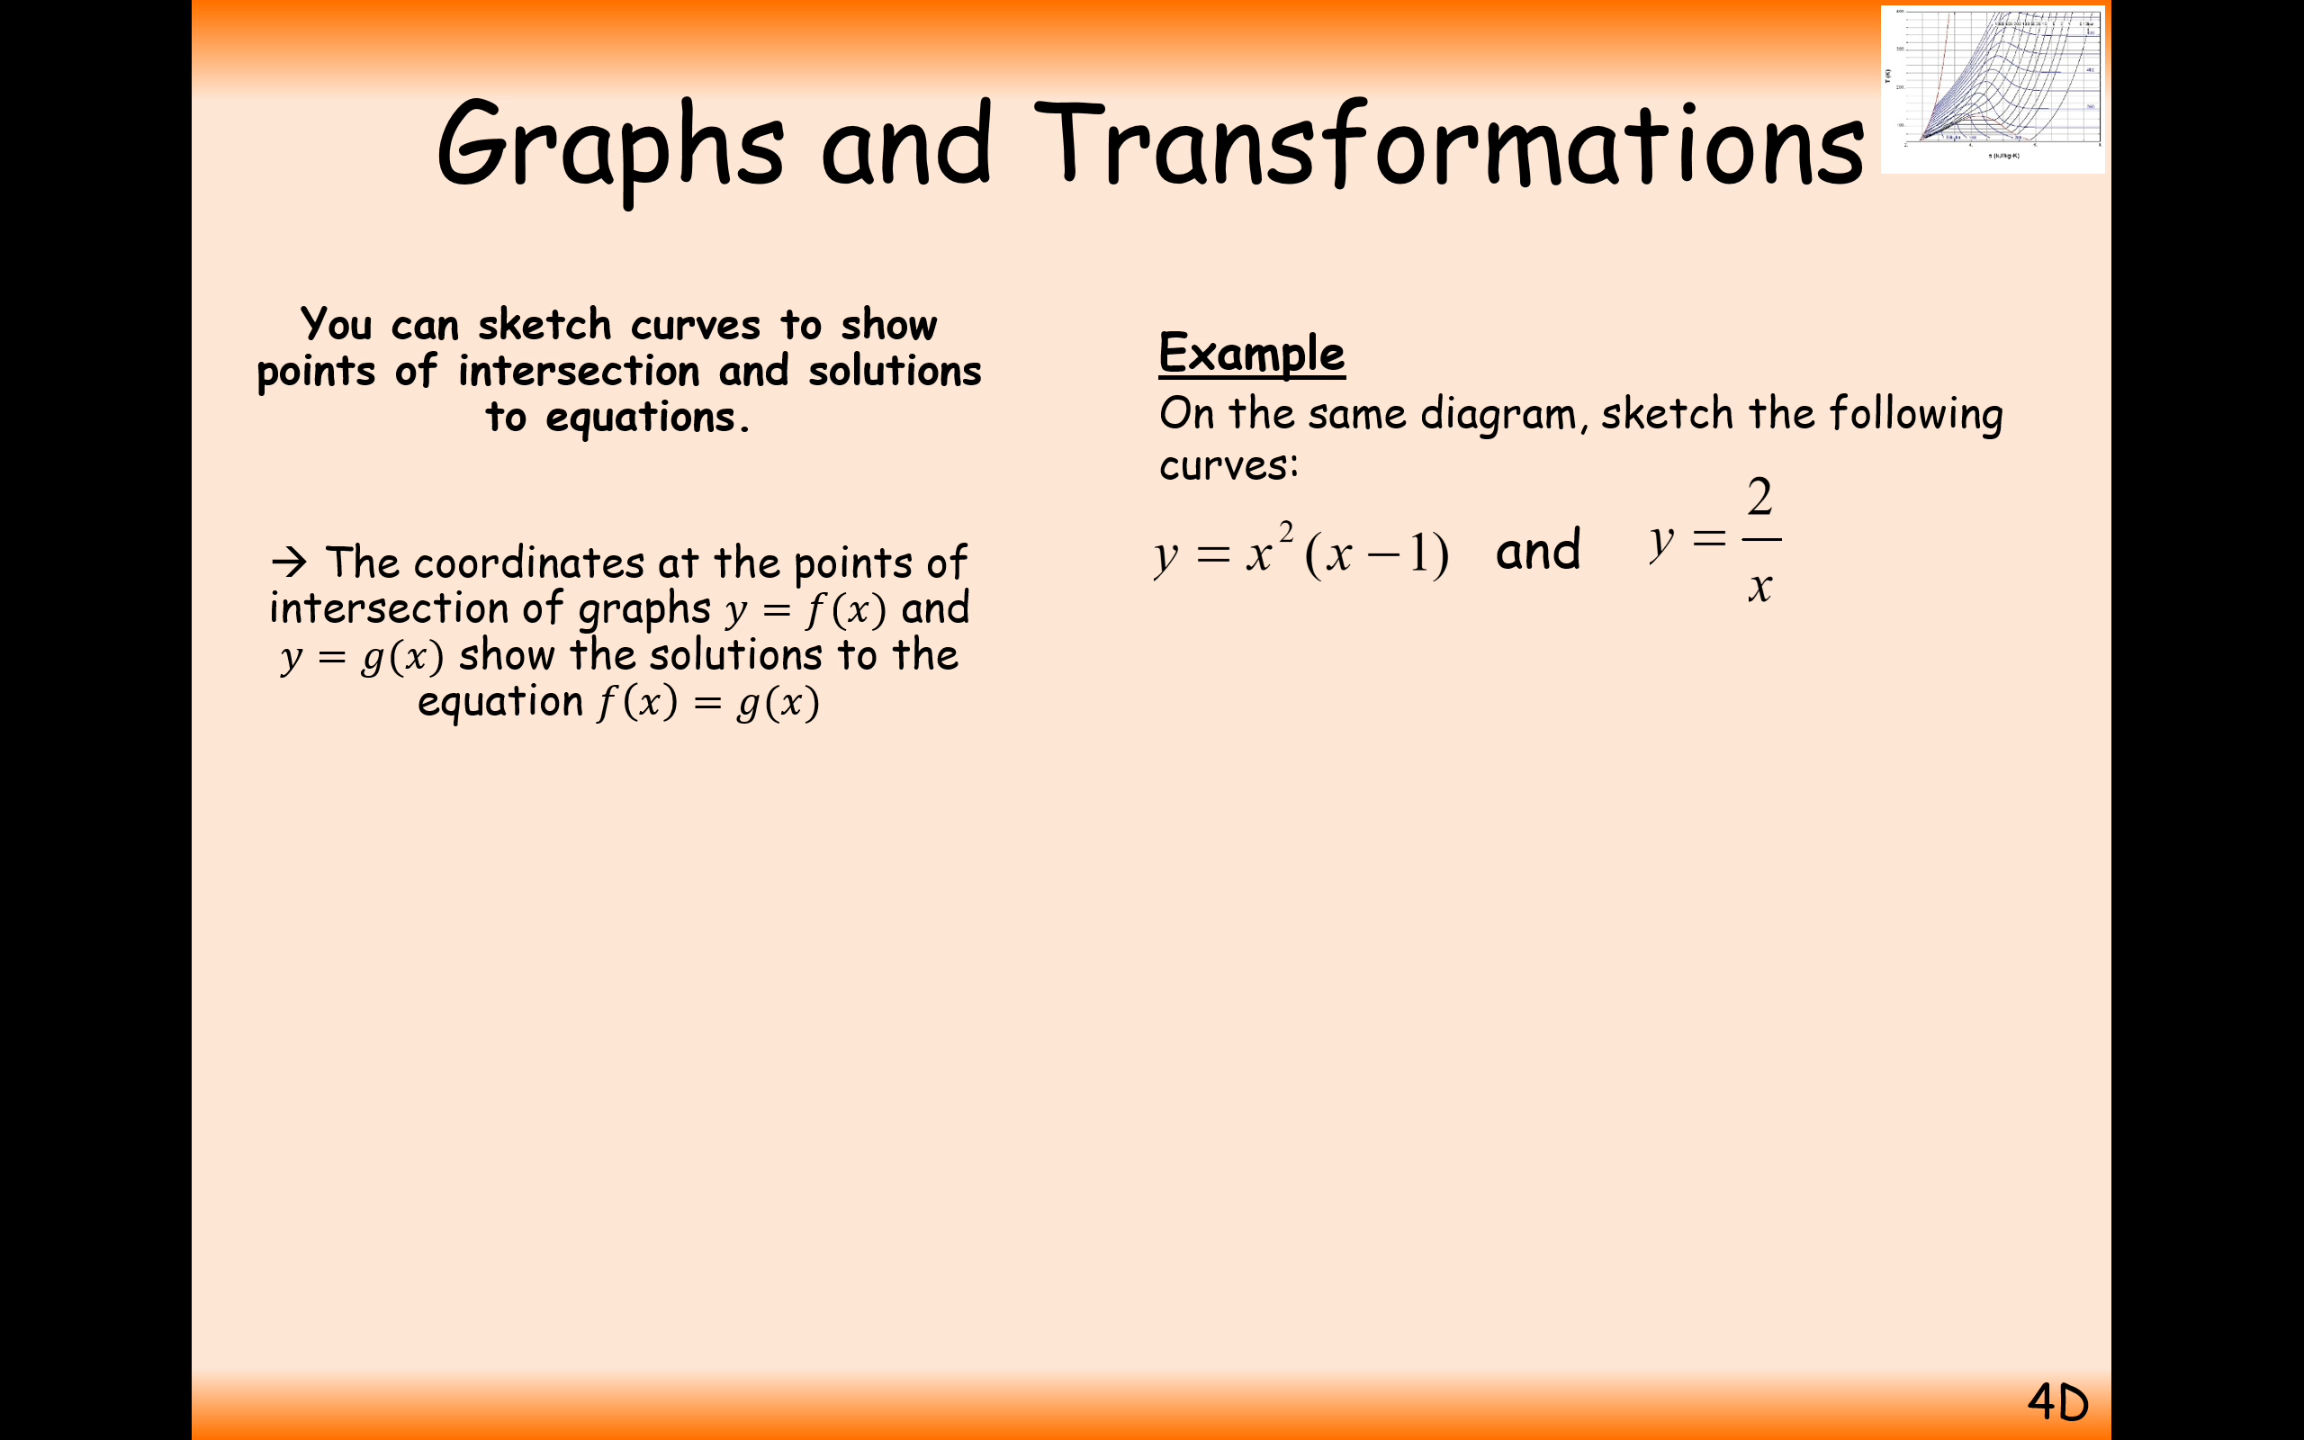 Graphs and Transformations
You can sketch curves to show
points of intersection and solutions
to equations.
→ The coordinates at the points of
intersection of graphs y = f(x) and
y = g(x) show the solutions to the
equation f(x) = g(x)
Example
On the same diagram, sketch the following
curves:
y = x²(x − 1) and y = 2/x
4D